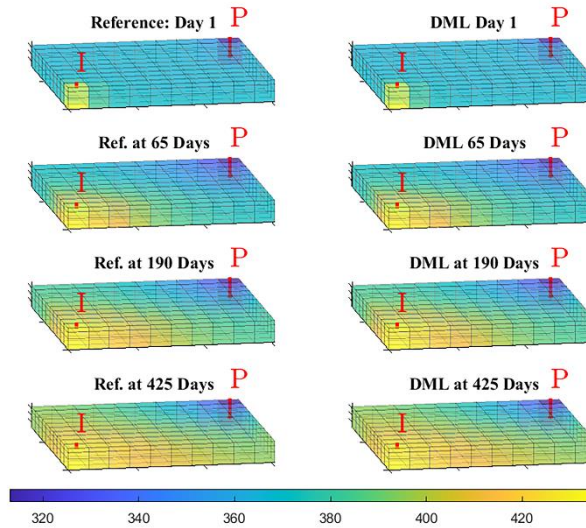 Reference: Day 1
P
I
DML Day 1
P
I
Ref. at 65 Days
P
I
DML 65 Days
P
I
Ref. at 190 Days
P
I
DML at 190 Days
P
I
Ref. at 425 Days
P
I
DML at 425 Days
P
I
320 340 360 380 400 420